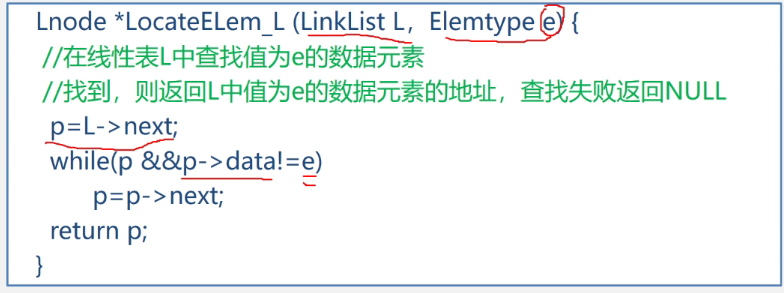 Lnode *LocateELem_L (LinkList L，Elemtype e) {
//在线性表L中查找值为e的数据元素
//找到，则返回L中值为e的数据元素的地址，查找失败返回NULL
p=L->next;
while(p &&p->data!=e)
p=p->next;
return p;
}